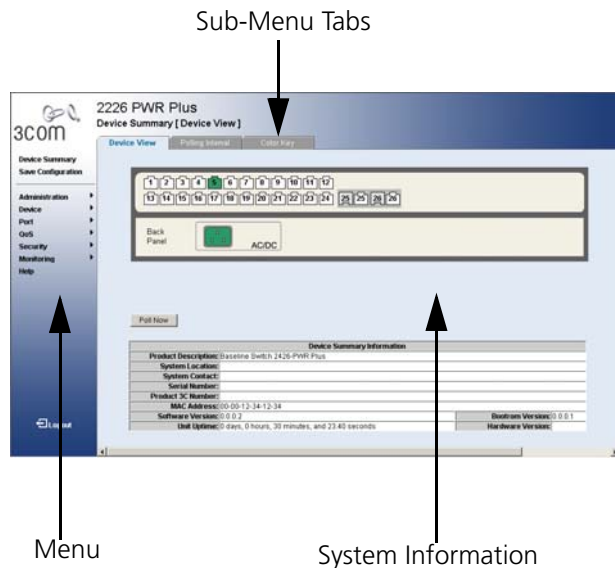 Sub-Menu Tabs
3COM
2226 PWR Plus
Device Summary [ Device View ]
Device View Polling Interval Color Key
Device Summary
Save Configuration
Administration
Device
Port
QoS
Security
Monitoring
Help
Logout
1 2 3 4 5 6 7 8 9 10 11 12
13 14 15 16 17 18 19 20 21 22 23 24 25 25 26 26
Back
Panel
AC/DC
Poll Now
Device Summary Information
Product Description: Baseline Switch 2426-PWR Plus
System Location:
System Contact:
Serial Number:
Product 3C Number:
MAC Address: 00-00-12-34-12-34
Software Version: 0.0.0.2 Bootrom Version: 0.0.0.1
Unit Uptime: 0 days, 0 hours, 30 minutes, and 23.40 seconds Hardware Version:
Menu
System Information